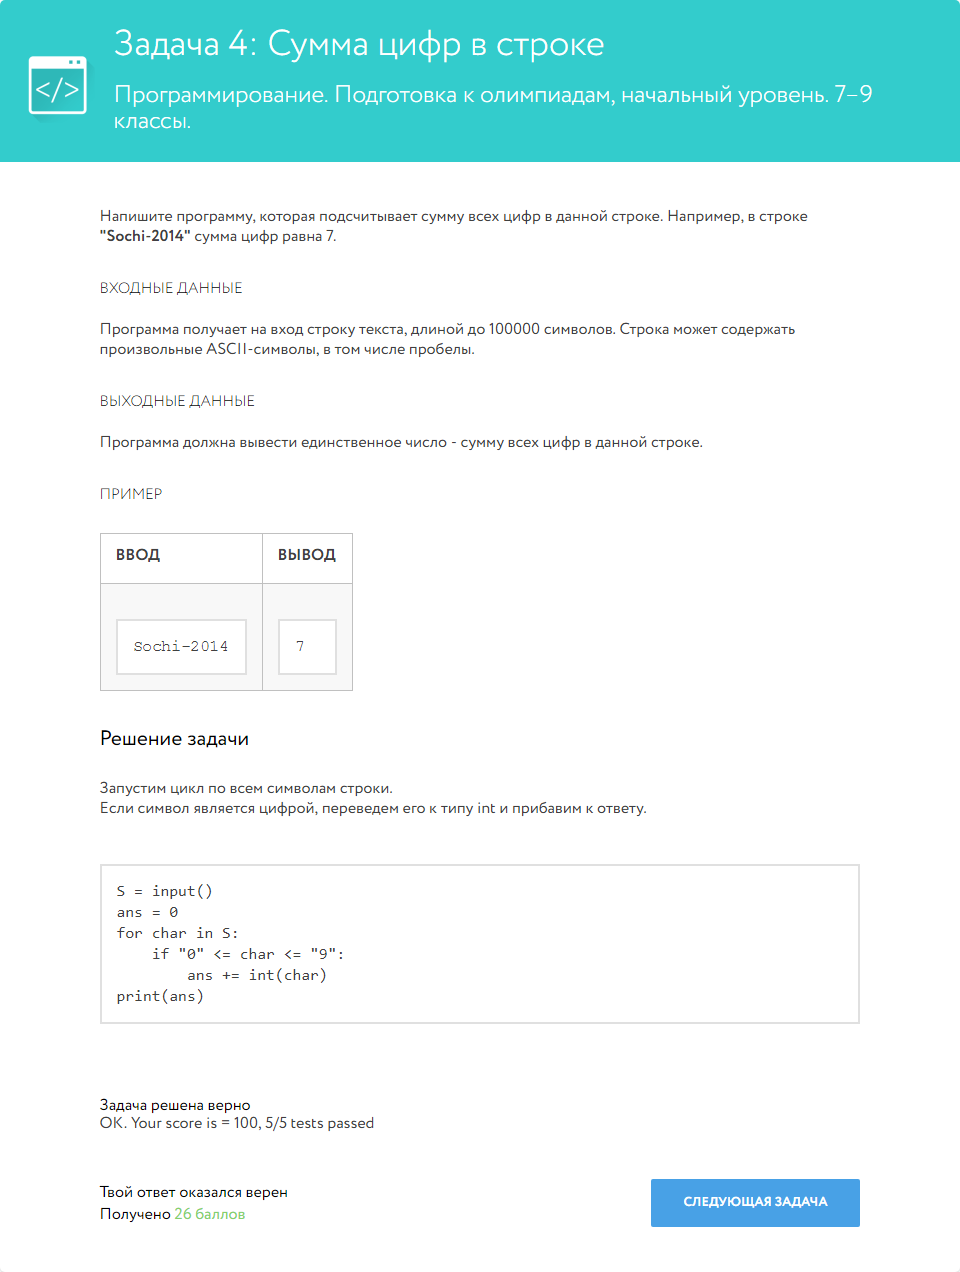 Задача 4: Сумма цифр в строке
</>
Программирование. Подготовка к олимпиадам, начальный уровень. 7–9
классы.
Напишите программу, которая подсчитывает сумму всех цифр в данной строке. Например, в строке
"Sochi-2014" сумма цифр равна 7.
ВХОДНЫЕ ДАННЫЕ
Программа получает на вход строку текста, длиной до 100000 символов. Строка может содержать
произвольные ASCII-символы, в том числе пробелы.
ВЫХОДНЫЕ ДАННЫЕ
Программа должна вывести единственное число - сумму всех цифр в данной строке.
ПРИМЕР
ВВОД ВЫВОД
Sochi-2014 7
Решение задачи
Запустим цикл по всем символам строки.
Если символ является цифрой, переведем его к типу int и прибавим к ответу.
S = input()
ans = 0
for char in S:
    if "0" <= char <= "9":
        ans += int(char)
print(ans)
Задача решена верно
OK. Your score is = 100, 5/5 tests passed
Твой ответ оказался верен
Получено 26 баллов
СЛЕДУЮЩАЯ ЗАДАЧА